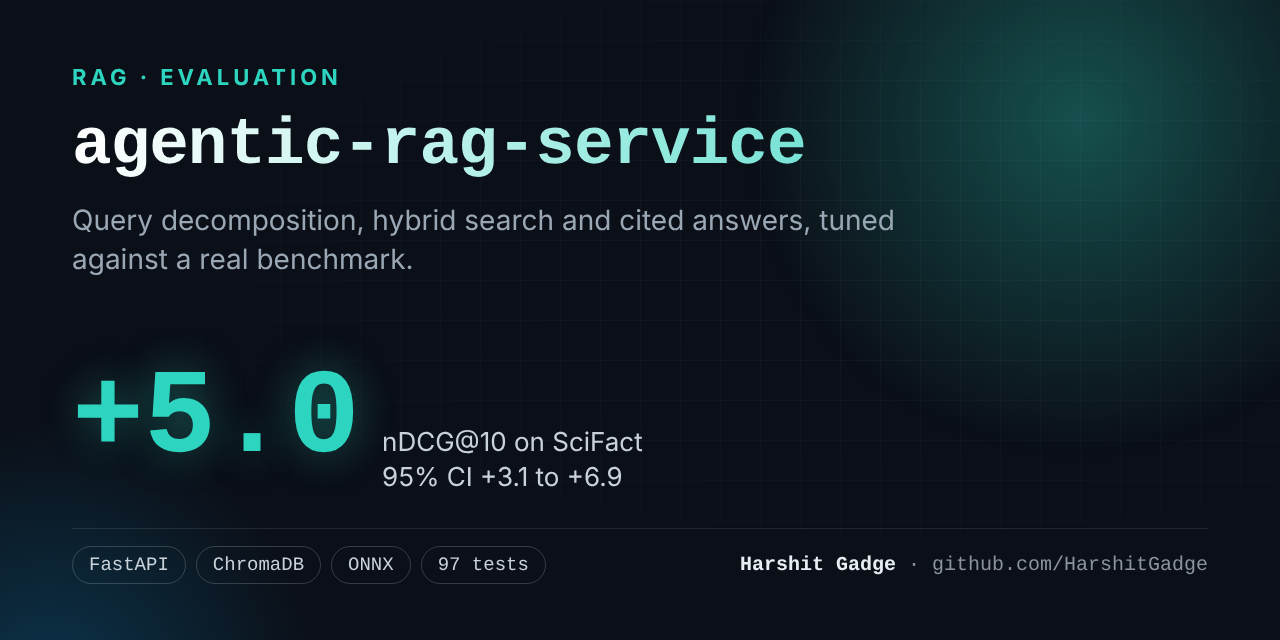 RAG · EVALUATION
agentic-rag-service
Query decomposition, hybrid search and cited answers, tuned
against a real benchmark.
+5.0
nDCG@10 on SciFact
95% CI +3.1 to +6.9
FastAPI ChromaDB ONNX 97 tests Harshit Gadge · github.com/HarshitGadge